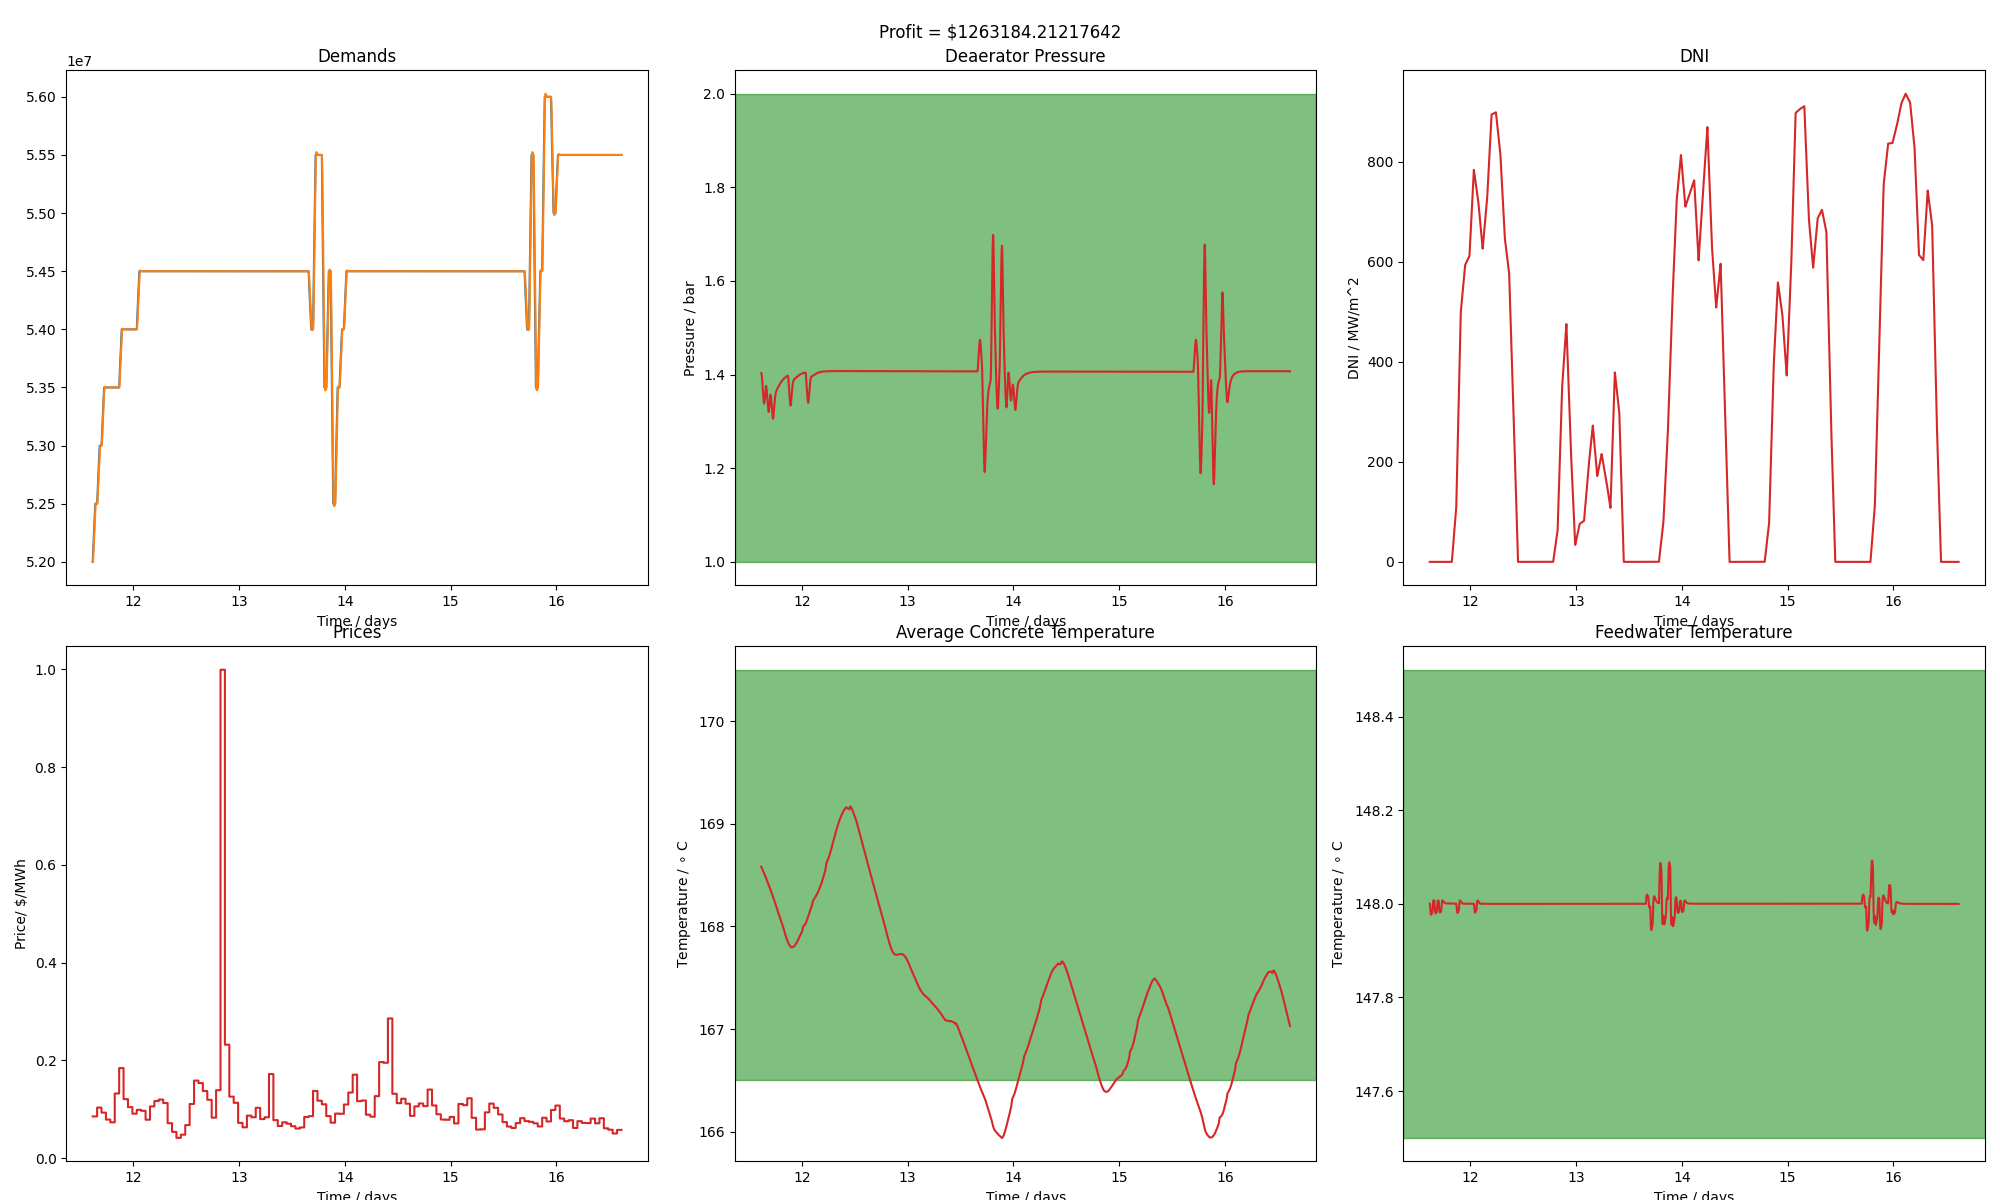 Profit = $1263184.21217642
Demands
1e7
5.60
5.55
5.50
5.45
5.40
5.35
5.30
5.25
5.20
12 13 14 15 16
Time / days
Deaerator Pressure
Pressure / bar
2.0
1.8
1.6
1.4
1.2
1.0
12 13 14 15 16
Time / days
DNI
DNI / MW/m^2
800
600
400
200
0
12 13 14 15 16
Time / days
Prices
Price/ $/MWh
1.0
0.8
0.6
0.4
0.2
0.0
12 13 14 15 16
Time / days
Average Concrete Temperature
Temperature / ∘ C
170
169
168
167
166
12 13 14 15 16
Time / days
Feedwater Temperature
Temperature / ∘ C
148.4
148.2
148.0
147.8
147.6
12 13 14 15 16
Time / days